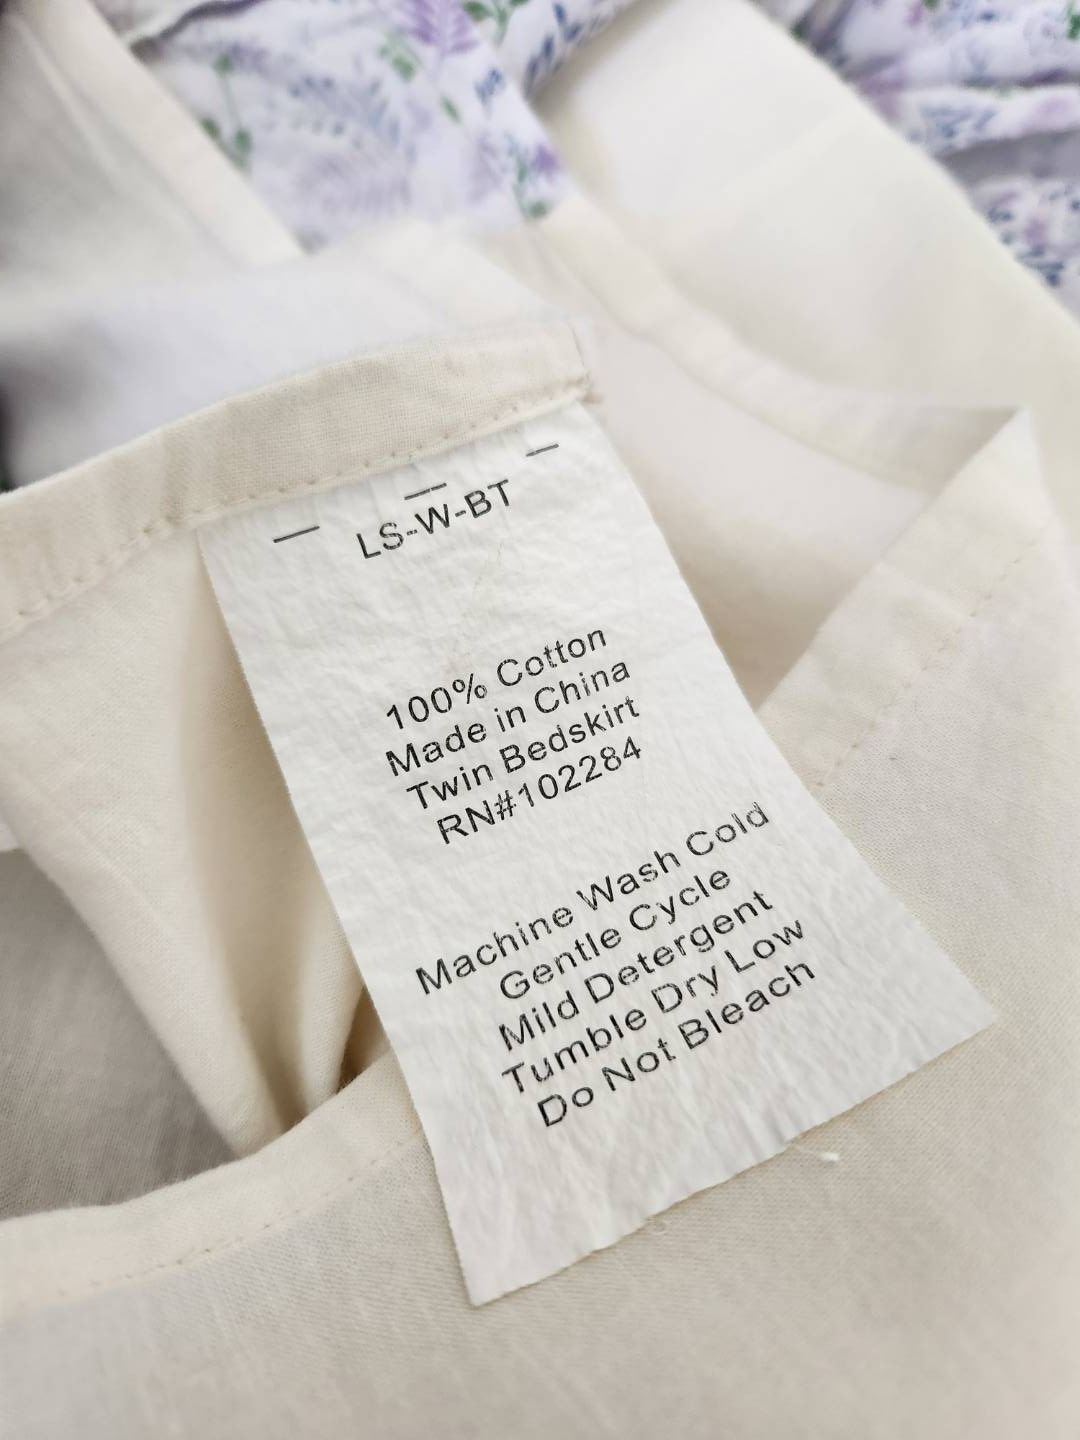 LS-W-BT
100% Cotton
Made in China
Twin Bedskirt
RN#102284
Machine Wash Cold
Gentle Cycle
Mild Detergent
Tumble Dry Low
Do Not Bleach